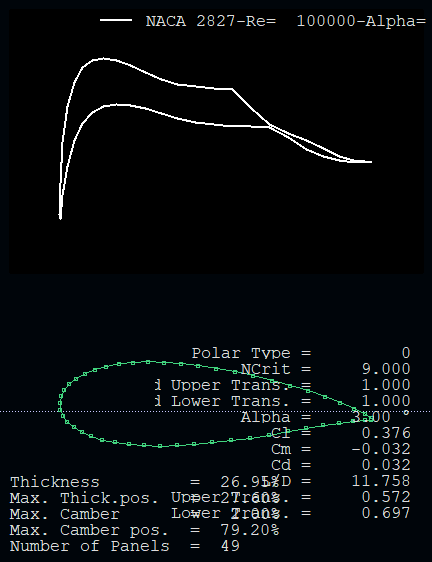 NACA 2827-Re= 100000-Alpha=
Polar Type = 0
NCrit = 9.000
d Upper Trans. = 1.000
d Lower Trans. = 1.000
Alpha = 3.00 °
Cl = 0.376
Cm = -0.032
Cd = 0.032
L/D = 11.758
Upper Trans. = 0.572
Lower Trans. = 0.697
Thickness = 26.95%
Max. Thick.pos. = 27.60%
Max. Camber = 2.00%
Max. Camber pos. = 79.20%
Number of Panels = 49